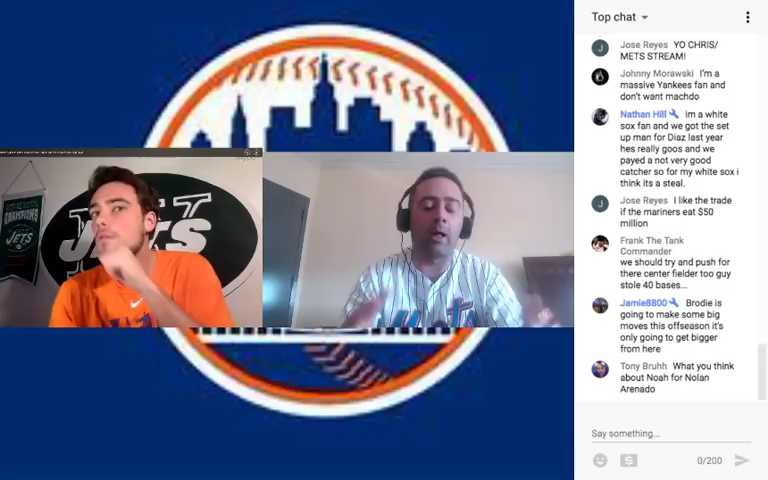 Top chat
Jose Reyes YO CHRIS/
METS STREAM!
Johnny Morawski I'm a
massive Yankees fan and
don't want machdo
Nathan Hill im a white
sox fan and we got the set
up man for Diaz last year
hes really goos and we
payed a not very good
catcher so for my white sox i
think its a steal.
Jose Reyes I like the trade
if the mariners eat $50
million
Frank The Tank
Commander
we should try and push for
there center fielder too guy
stole 40 bases...
Jamie8800 Brodie is
going to make some big
moves this offseason it's
only going to get bigger
from here
Tony Bruhh What you think
about Noah for Nolan
Arenado
Say something...
0/200
CHAMPIONS
JETS
JETS
Mets